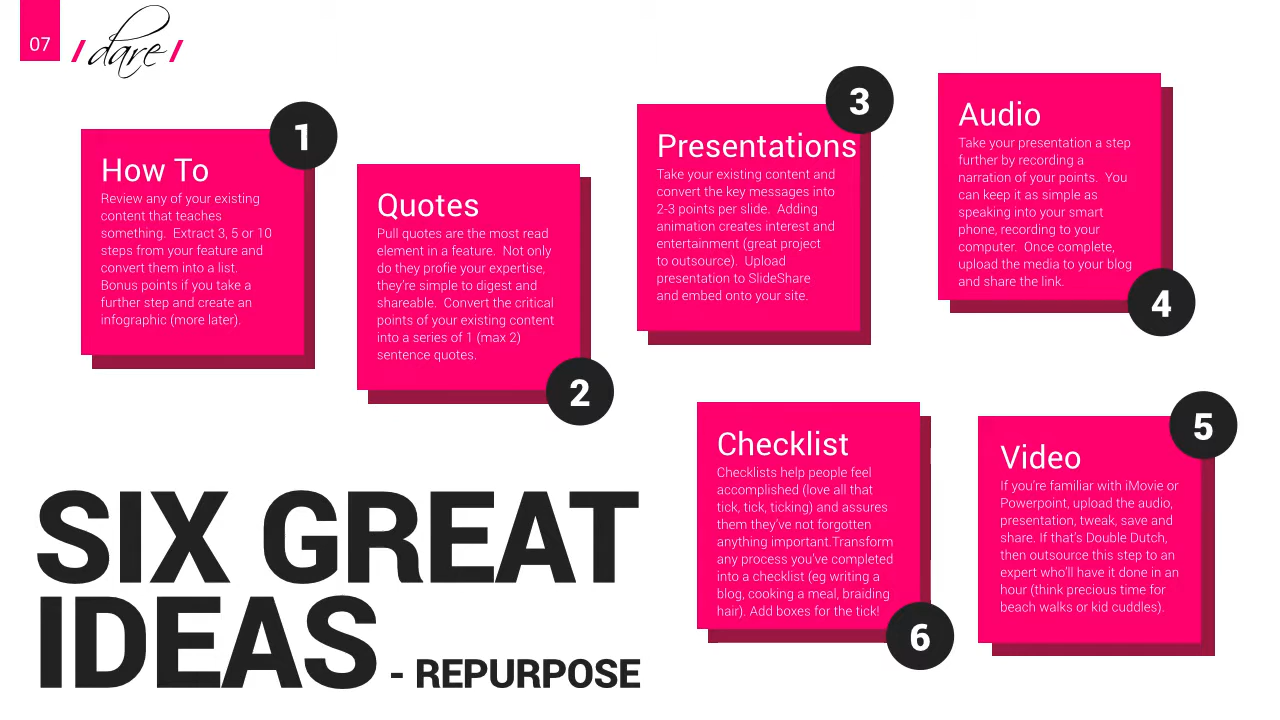 07
/dare/
1
How To
Review any of your existing
content that teaches
something.  Extract 3, 5 or 10
steps from your feature and
convert them into a list.
Bonus points if you take a
further step and create an
infographic (more later).
Quotes
Pull quotes are the most read
element in a feature.  Not only
do they profie your expertise,
they're simple to digest and
shareable.  Convert the critical
points of your existing content
into a series of 1 (max 2)
sentence quotes.
2
3
Presentations
Take your existing content and
convert the key messages into
2-3 points per slide.  Adding
animation creates interest and
entertainment (great project
to outsource).  Upload
presentation to SlideShare
and embed onto your site.
Audio
Take your presentation a step
further by recording a
narration of your points.  You
can keep it as simple as
speaking into your smart
phone, recording to your
computer.  Once complete,
upload the media to your blog
and share the link.
4
5
Video
If you're familiar with iMovie or
Powerpoint, upload the audio,
presentation, tweak, save and
share. If that's Double Dutch,
then outsource this step to an
expert who'll have it done in an
hour (think precious time for
beach walks or kid cuddles).
Checklist
Checklists help people feel
accomplished (love all that
tick, tick, ticking) and assures
them they've not forgotten
anything important.Transform
any process you've completed
into a checklist (eg writing a
blog, cooking a meal, braiding
hair). Add boxes for the tick!
6
SIX GREAT
IDEAS - REPURPOSE